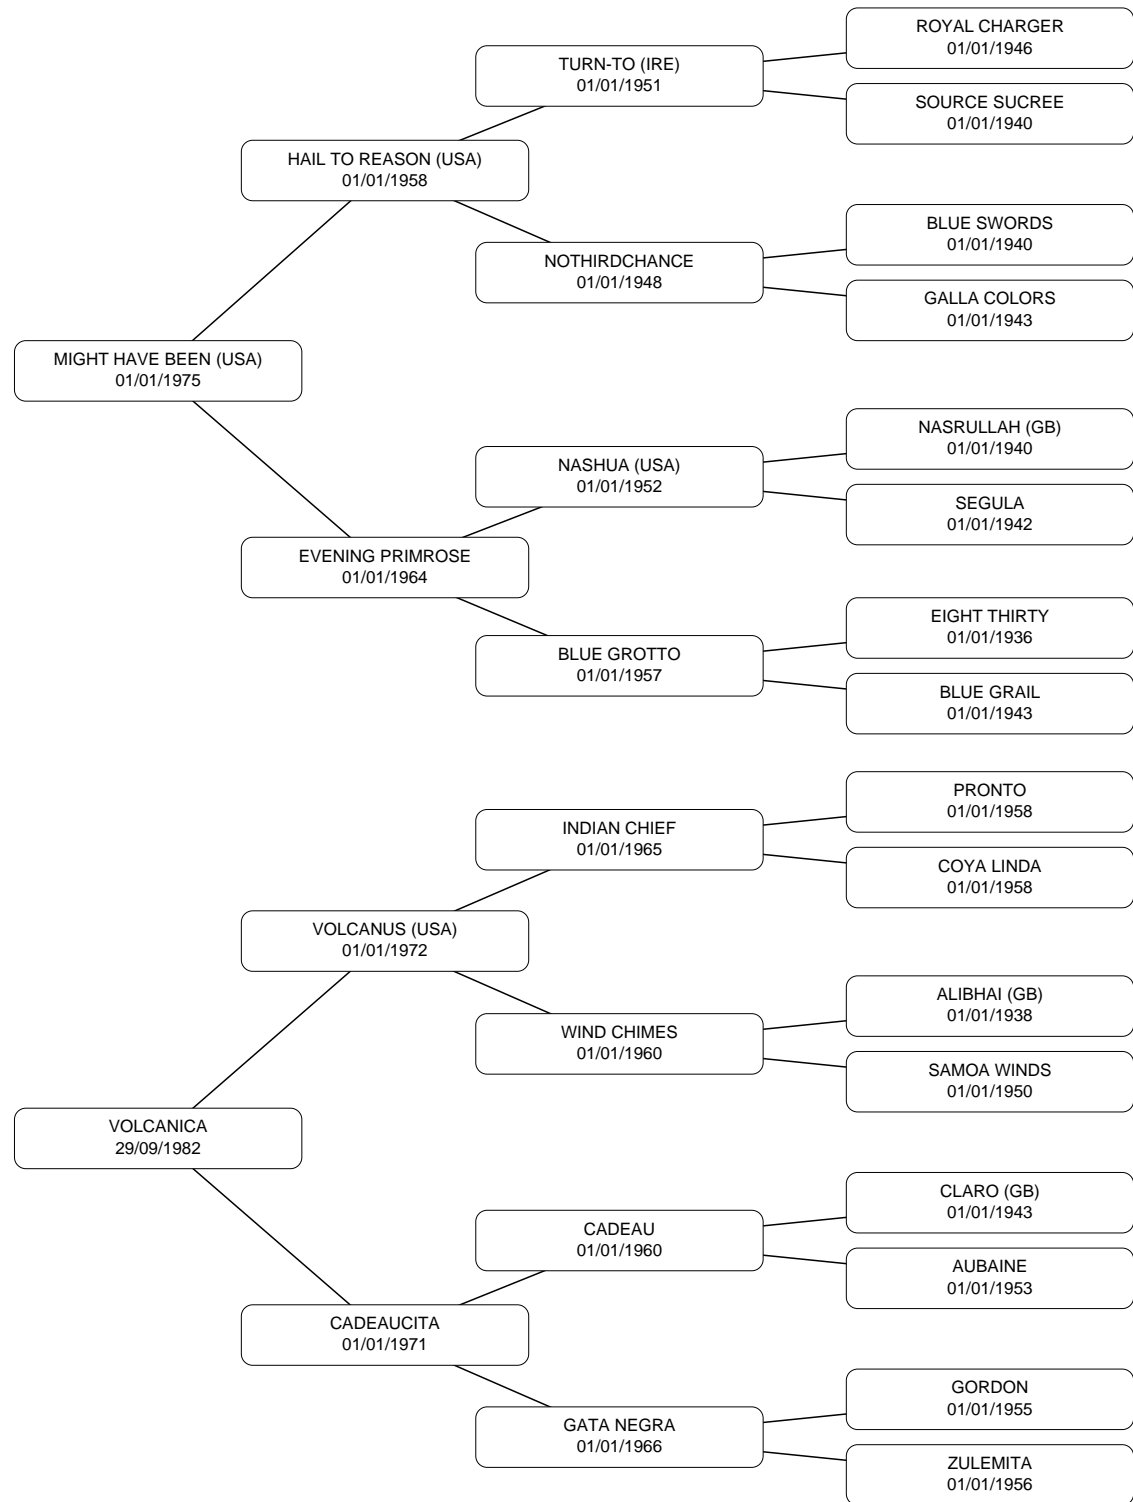 ROYAL CHARGER
01/01/1946
TURN-TO (IRE)
01/01/1951
SOURCE SUCREE
01/01/1940
HAIL TO REASON (USA)
01/01/1958
BLUE SWORDS
01/01/1940
NOTHIRDCHANCE
01/01/1948
GALLA COLORS
01/01/1943
MIGHT HAVE BEEN (USA)
01/01/1975
NASRULLAH (GB)
01/01/1940
NASHUA (USA)
01/01/1952
SEGULA
01/01/1942
EVENING PRIMROSE
01/01/1964
EIGHT THIRTY
01/01/1936
BLUE GROTTO
01/01/1957
BLUE GRAIL
01/01/1943
PRONTO
01/01/1958
INDIAN CHIEF
01/01/1965
COYA LINDA
01/01/1958
VOLCANUS (USA)
01/01/1972
ALIBHAI (GB)
01/01/1938
WIND CHIMES
01/01/1960
SAMOA WINDS
01/01/1950
VOLCANICA
29/09/1982
CLARO (GB)
01/01/1943
CADEAU
01/01/1960
AUBAINE
01/01/1953
CADEAUCITA
01/01/1971
GORDON
01/01/1955
GATA NEGRA
01/01/1966
ZULEMITA
01/01/1956